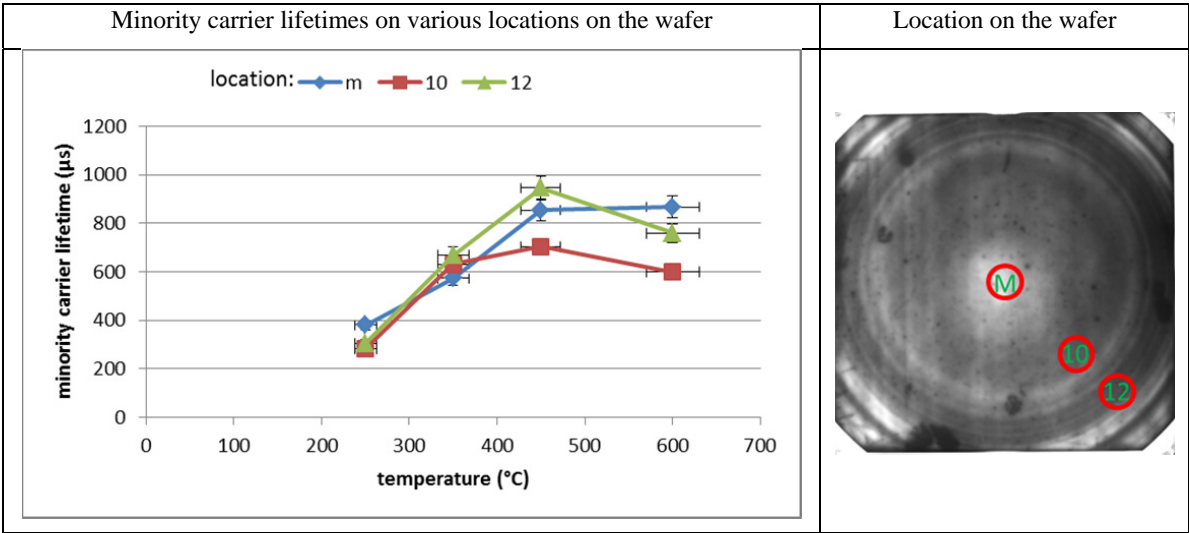 Minority carrier lifetimes on various locations on the wafer
Location on the wafer
location: m 10 12
minority carrier lifetime (µs)
1200
1000
800
600
400
200
0
0 100 200 300 400 500 600 700
temperature (°C)
M
10
12